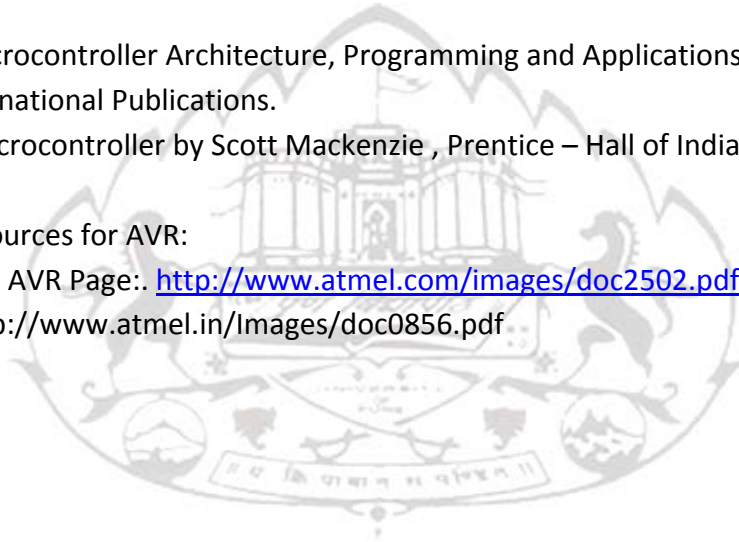 crocontroller Architecture, Programming and Applications
national Publications.
crocontroller by Scott Mackenzie , Prentice – Hall of India
ources for AVR:
AVR Page:. http://www.atmel.com/images/doc2502.pdf
p://www.atmel.in/Images/doc0856.pdf